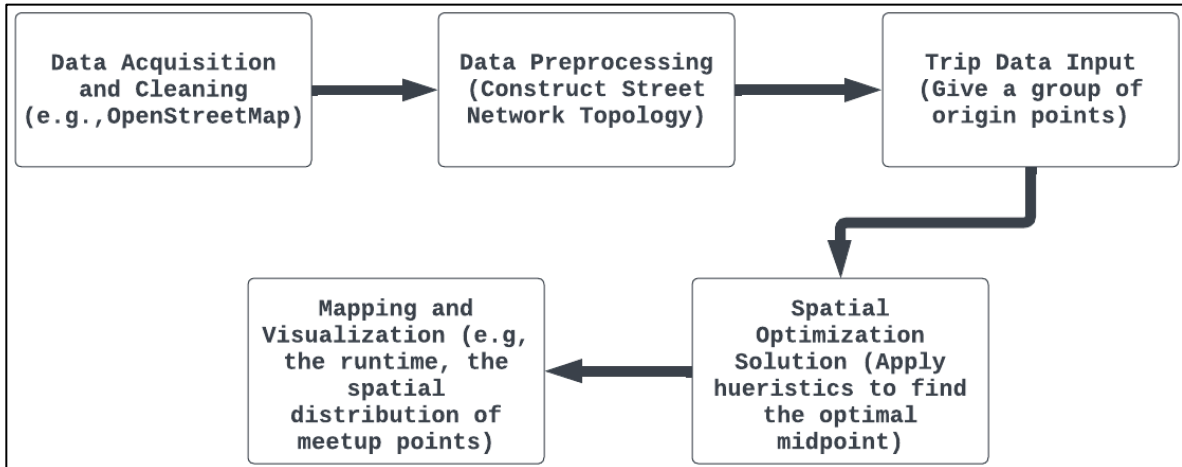 Data Acquisition
and Cleaning
(e.g.,OpenStreetMap)
Data Preprocessing
(Construct Street
Network Topology)
Trip Data Input
(Give a group of
origin points)
Spatial
Optimization
Solution (Apply
hueristics to find
the optimal
midpoint)
Mapping and
Visualization (e.g,
the runtime, the
spatial
distribution of
meetup points)